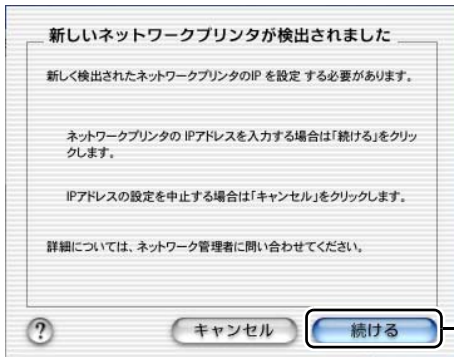 新しいネットワークプリンタが検出されました
新しく検出されたネットワークプリンタのIP を設定 する必要があります。
ネットワークプリンタの IPアドレスを入力する場合は「続ける」をクリッ
クします。
IPアドレスの設定を中止する場合は「キャンセル」をクリックします。
詳細については、ネットワーク管理者に問い合わせてください。
? キャンセル 続ける